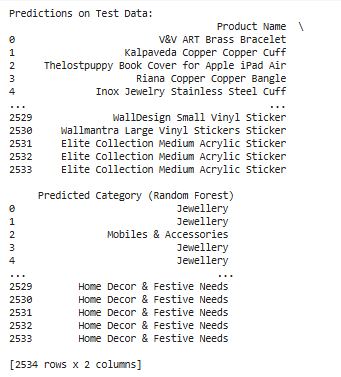 Predictions on Test Data:
Product Name \
0 V&V ART Brass Bracelet
1 Kalpaveda Copper Copper Cuff
2 Thelostpuppy Book Cover for Apple iPad Air
3 Riana Copper Copper Bangle
4 Inox Jewelry Stainless Steel Cuff
... ...
2529 WallDesign Small Vinyl Sticker
2530 Wallmantra Large Vinyl Stickers Sticker
2531 Elite Collection Medium Acrylic Sticker
2532 Elite Collection Medium Acrylic Sticker
2533 Elite Collection Medium Acrylic Sticker
Predicted Category (Random Forest)
0 Jewellery
1 Jewellery
2 Mobiles & Accessories
3 Jewellery
4 Jewellery
... ...
2529 Home Decor & Festive Needs
2530 Home Decor & Festive Needs
2531 Home Decor & Festive Needs
2532 Home Decor & Festive Needs
2533 Home Decor & Festive Needs
[2534 rows x 2 columns]